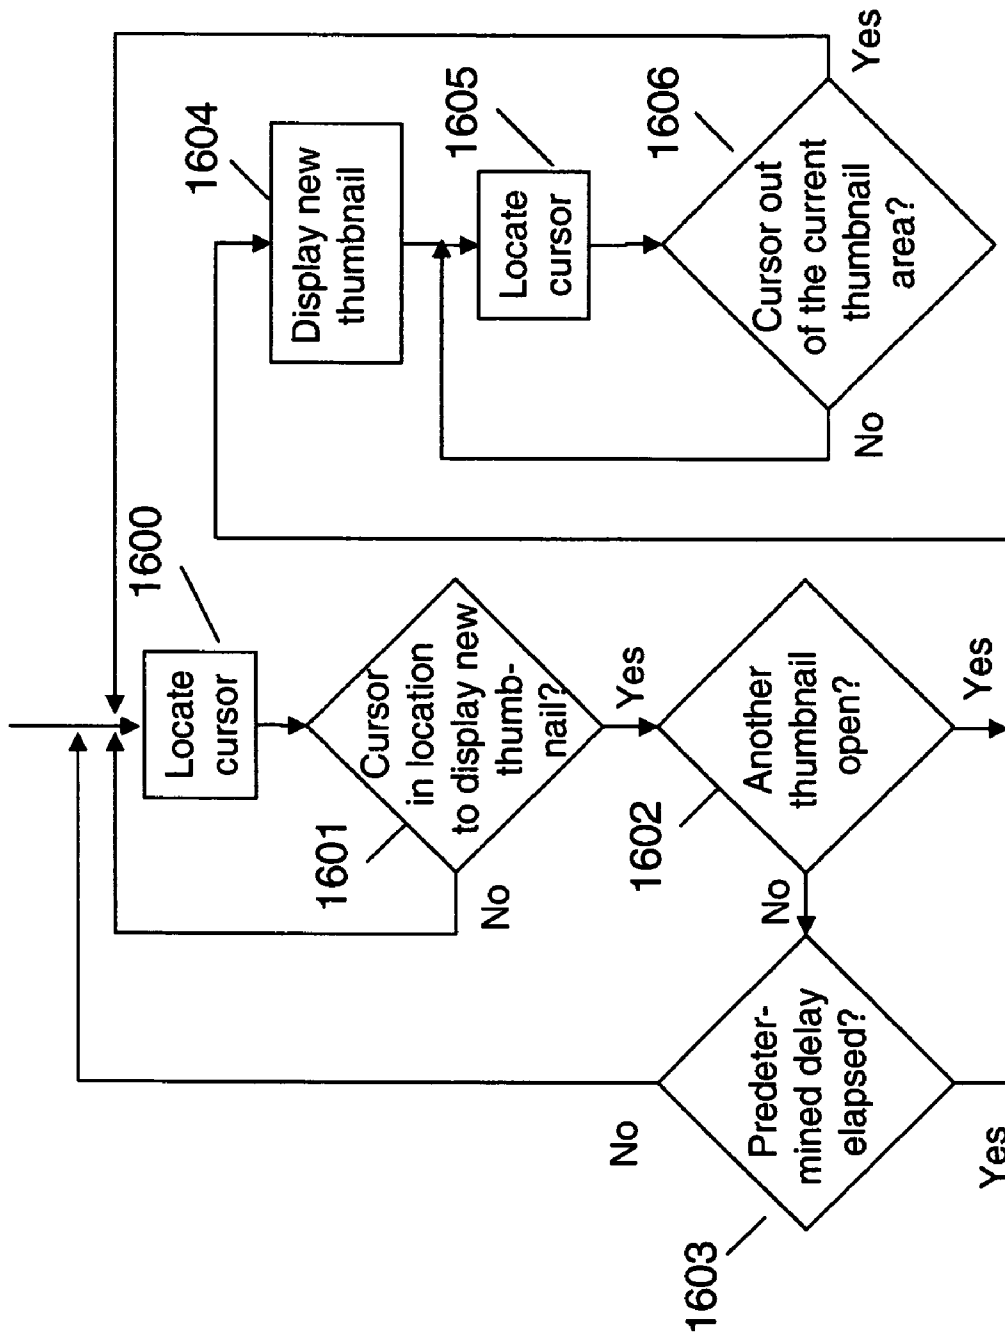 1600
Locate
cursor
1601
Cursor
in location
to display new
thumb-
nail?
No
Yes
1602
Another
thumbnail
open?
No
Yes
1603
Predeter-
mined delay
elapsed?
No
Yes
1604
Display new
thumbnail
1605
Locate
cursor
1606
Cursor out
of the current
thumbnail
area?
No
Yes